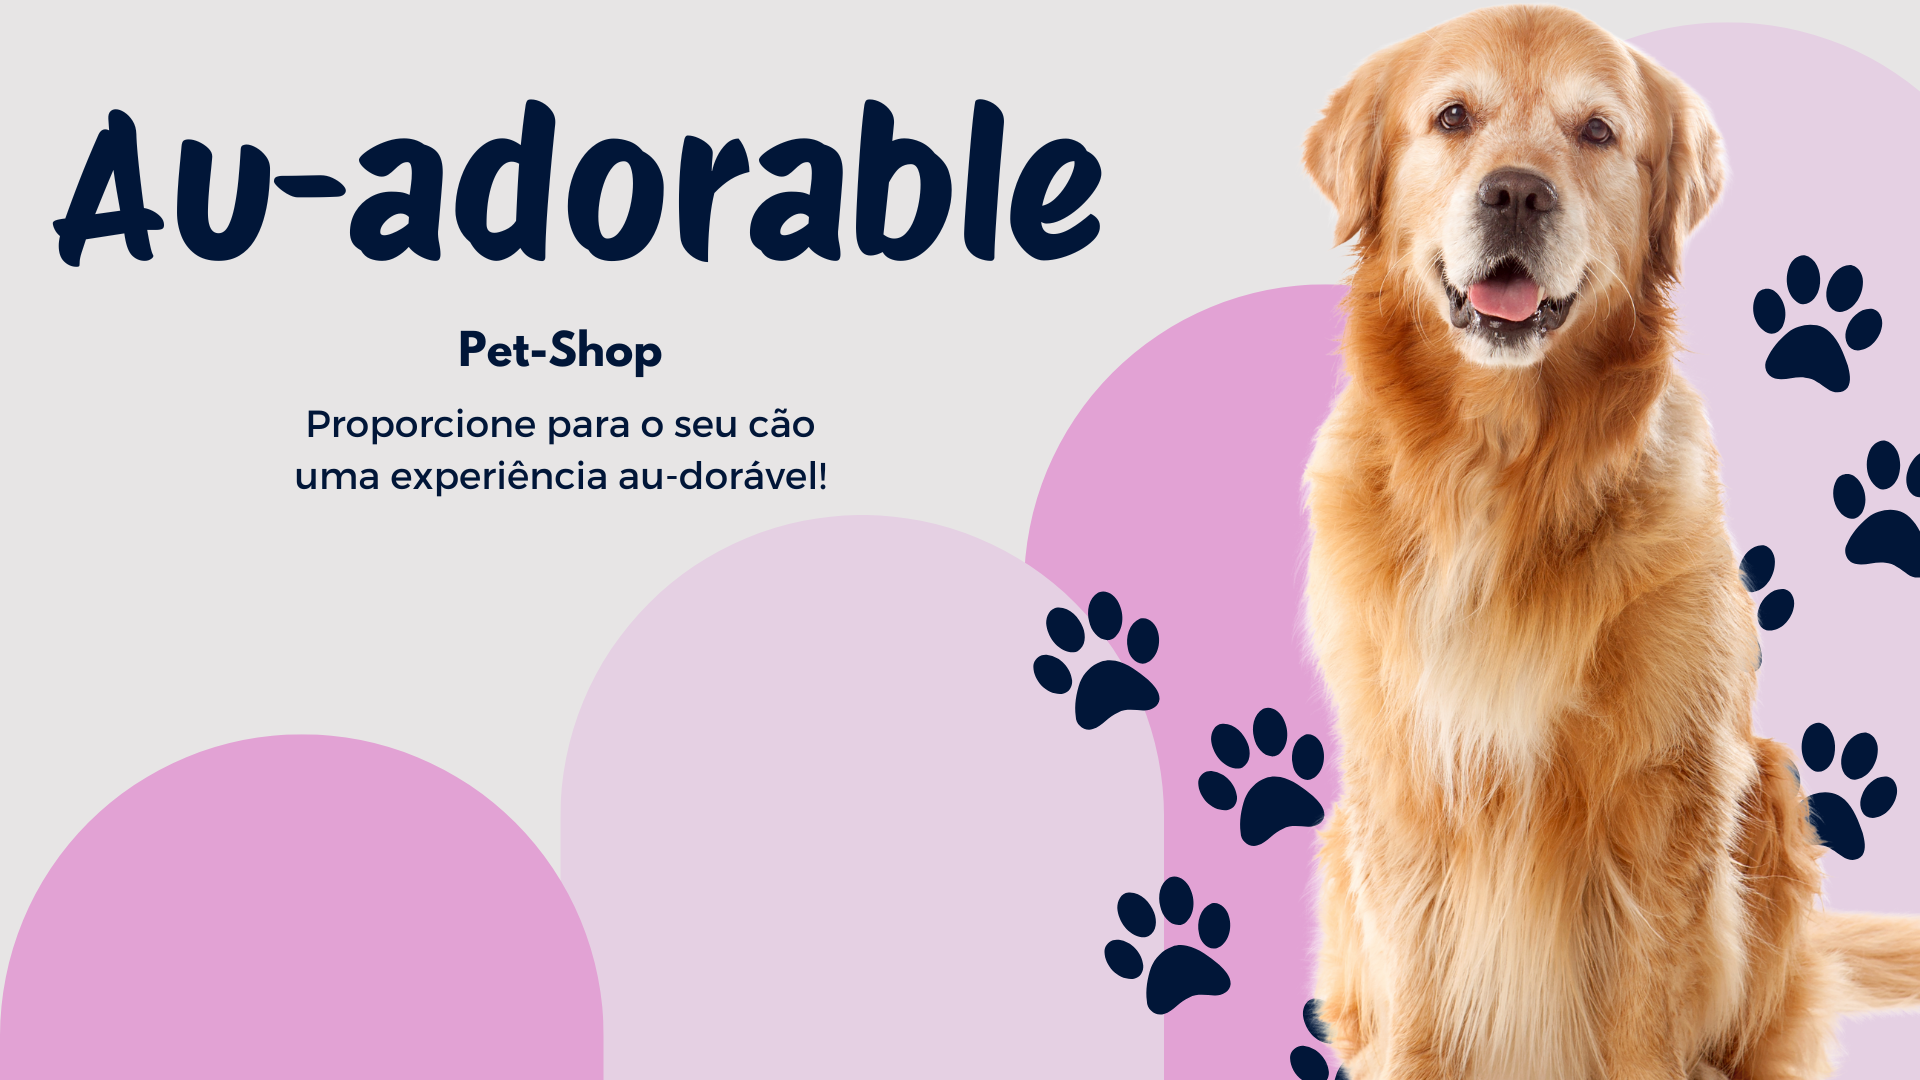 Au-adorable
Pet-Shop
Proporcione para o seu cão
uma experiência au-dorável!